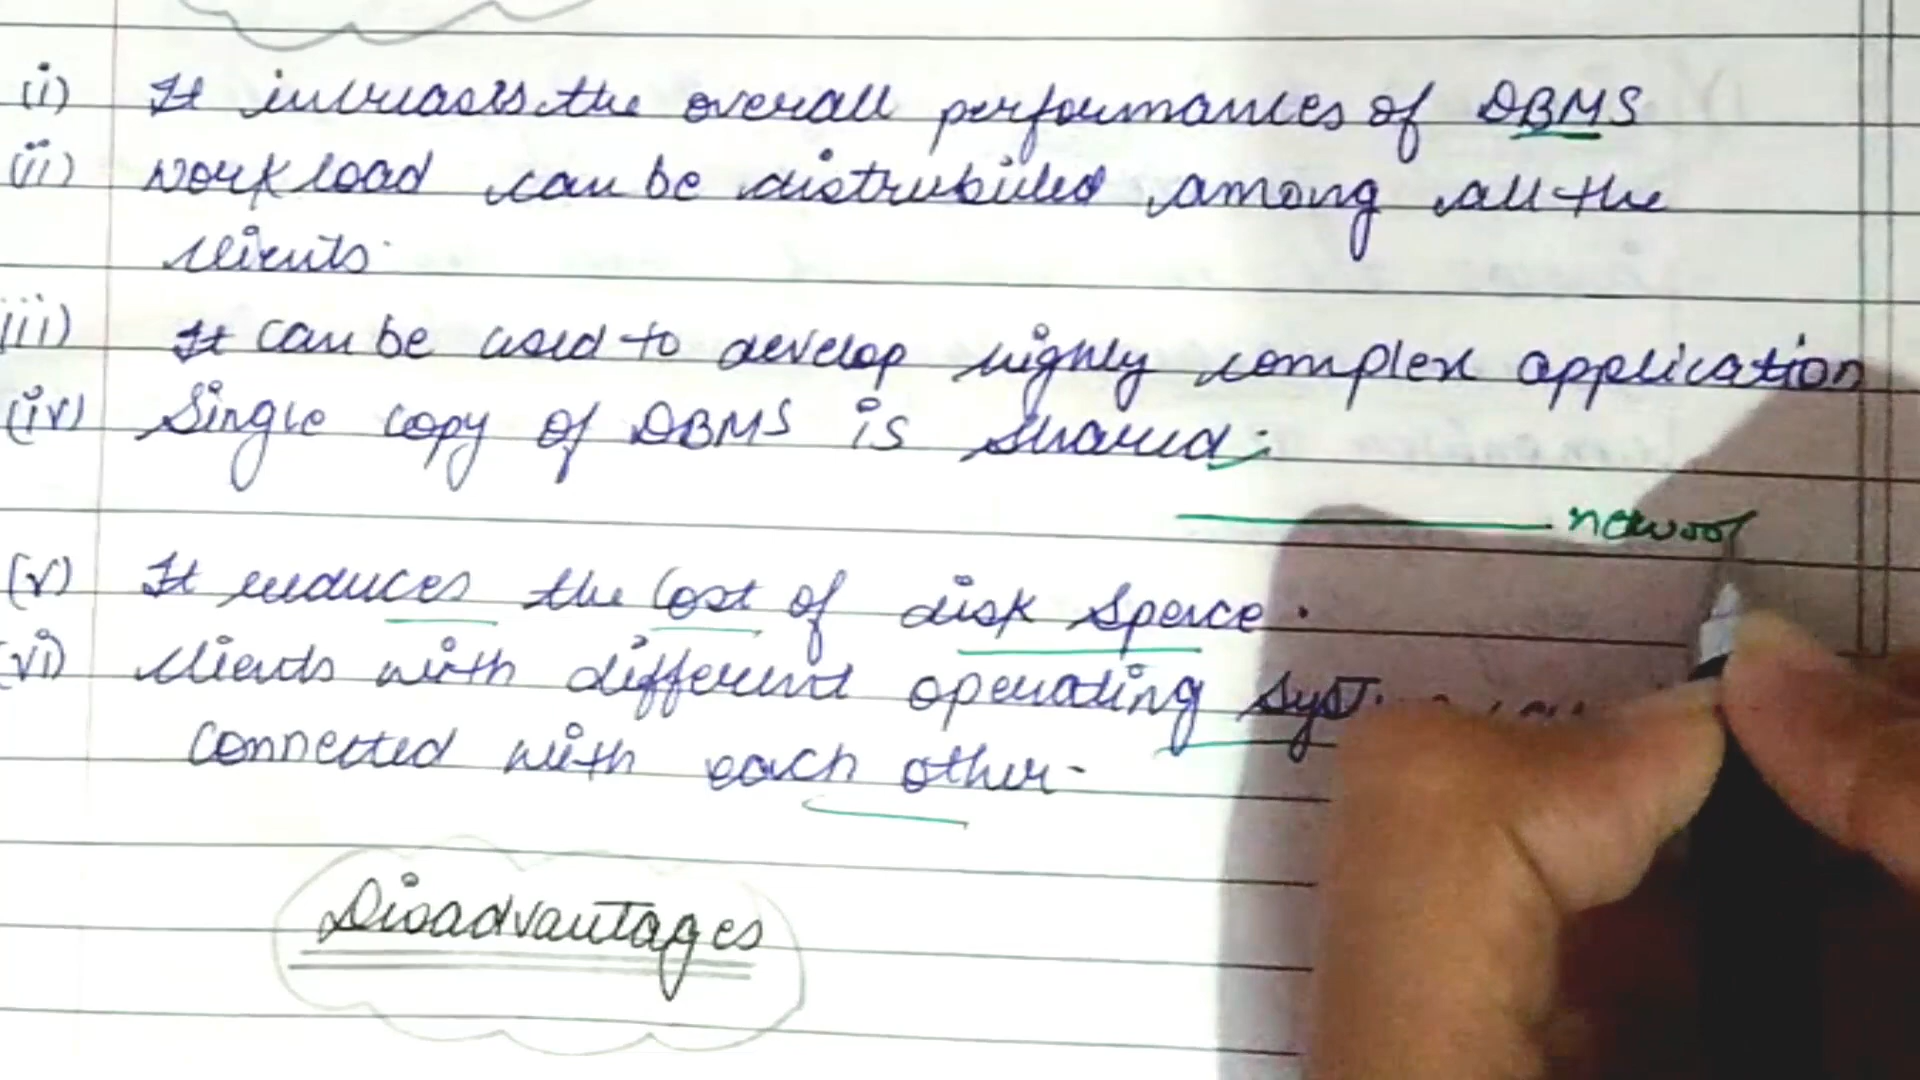 (i) It increases the overall performances of DBMS
(ii) workload can be distributed among all the
clients.
(iii) It can be used to develop highly complex application
(iv) Single copy of DBMS is shared.
(v) It reduces the cost of disk space.
(vi) clients with different operating
connected with each other.
Disadvantages